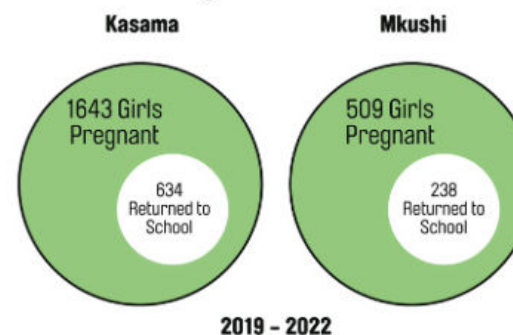 Kasama
1643 Girls
Pregnant
634
Returned to
School
Mkushi
509 Girls
Pregnant
238
Returned to
School
2019 - 2022